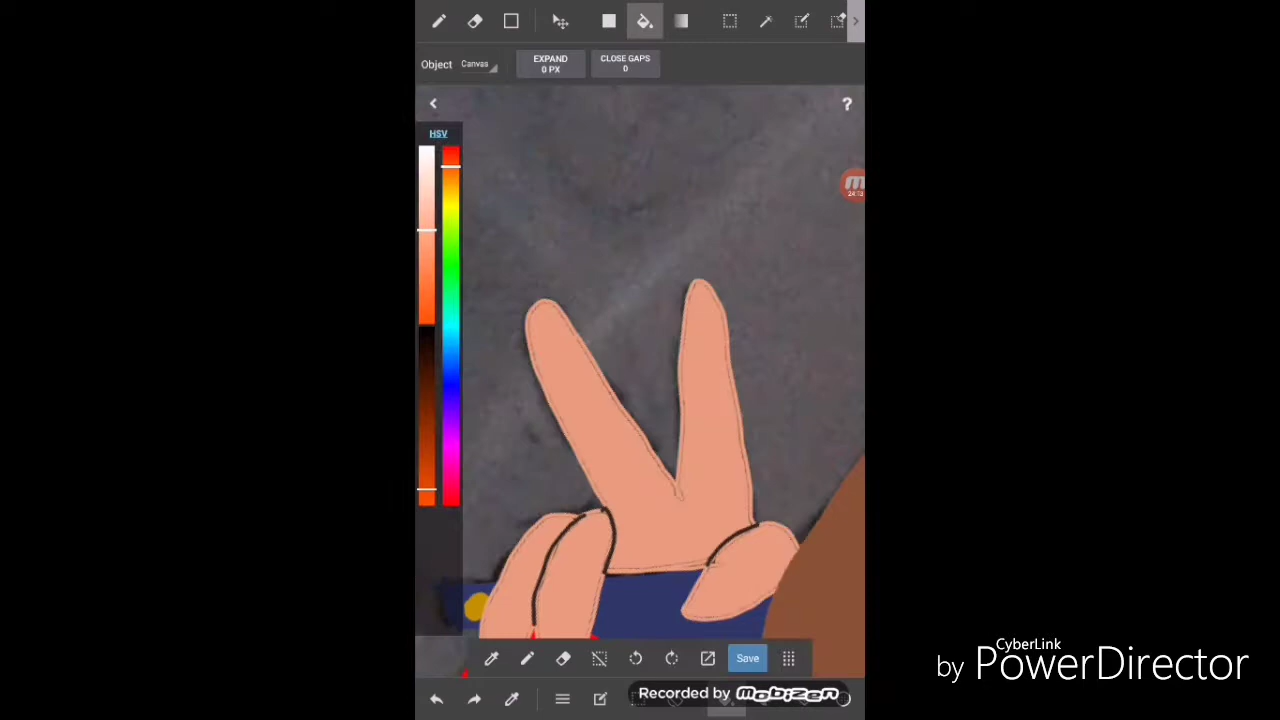 Object Canvas
EXPAND
0 PX
CLOSE GAPS
0
?
HSV
Save
Recorded by mobizen
CyberLink
by PowerDirector